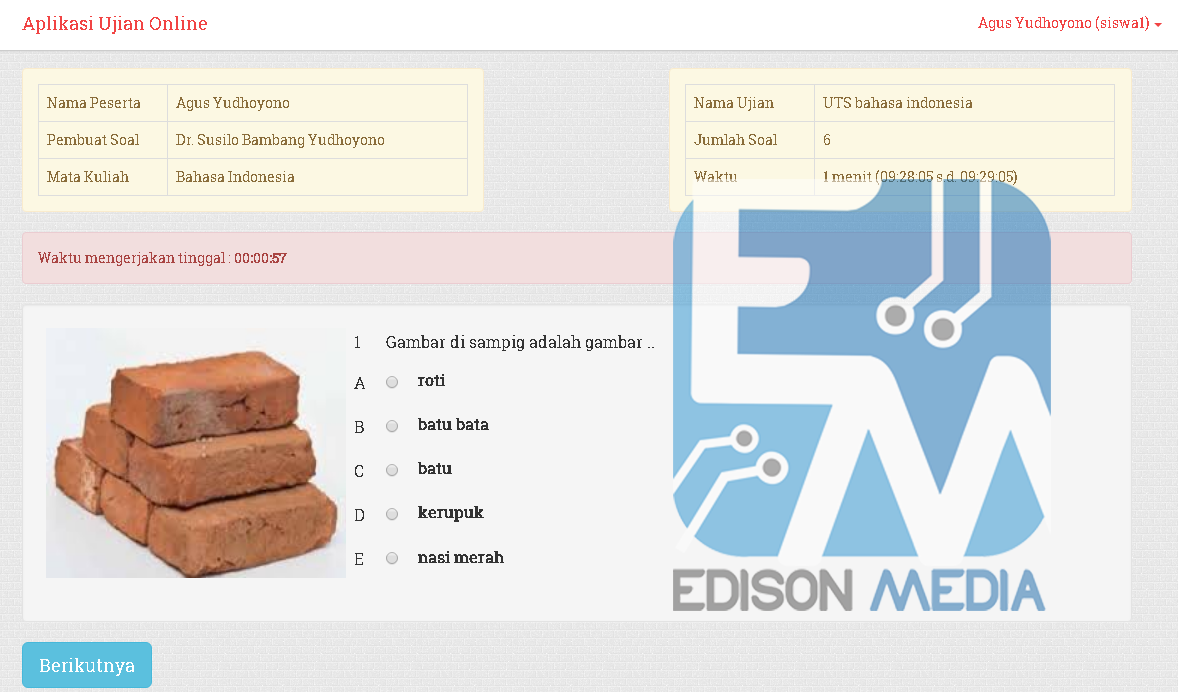 Aplikasi Ujian Online
Agus Yudhoyono (siswa1)
Nama Peserta Agus Yudhoyono
Pembuat Soal Dr. Susilo Bambang Yudhoyono
Mata Kuliah Bahasa Indonesia
Nama Ujian UTS bahasa indonesia
Jumlah Soal 6
Waktu 1 menit (09:28:05 s.d. 09:29:05)
Waktu mengerjakan tinggal : 00:00:57
1 Gambar di sampig adalah gambar ..
A roti
B batu bata
C batu
D kerupuk
E nasi merah
EM
EDISON MEDIA
Berikutnya